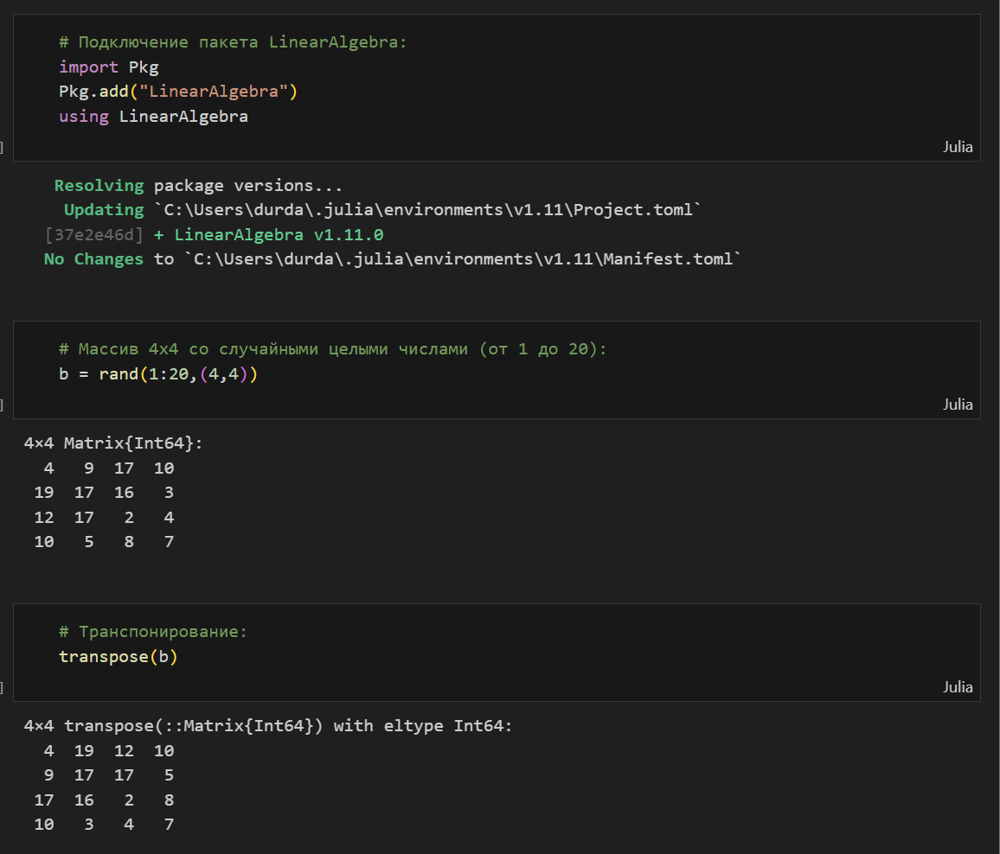 # Подключение пакета LinearAlgebra:
import Pkg
Pkg.add("LinearAlgebra")
using LinearAlgebra
]
Julia
Resolving package versions...
Updating `C:\Users\durda\.julia\environments\v1.11\Project.toml`
[37e2e46d] + LinearAlgebra v1.11.0
No Changes to `C:\Users\durda\.julia\environments\v1.11\Manifest.toml`
# Массив 4x4 со случайными целыми числами (от 1 до 20):
b = rand(1:20,(4,4))
]
Julia
4×4 Matrix{Int64}:
4 9 17 10
19 17 16 3
12 17 2 4
10 5 8 7
# Транспонирование:
transpose(b)
]
Julia
4×4 transpose(::Matrix{Int64}) with eltype Int64:
4 19 12 10
9 17 17 5
17 16 2 8
10 3 4 7